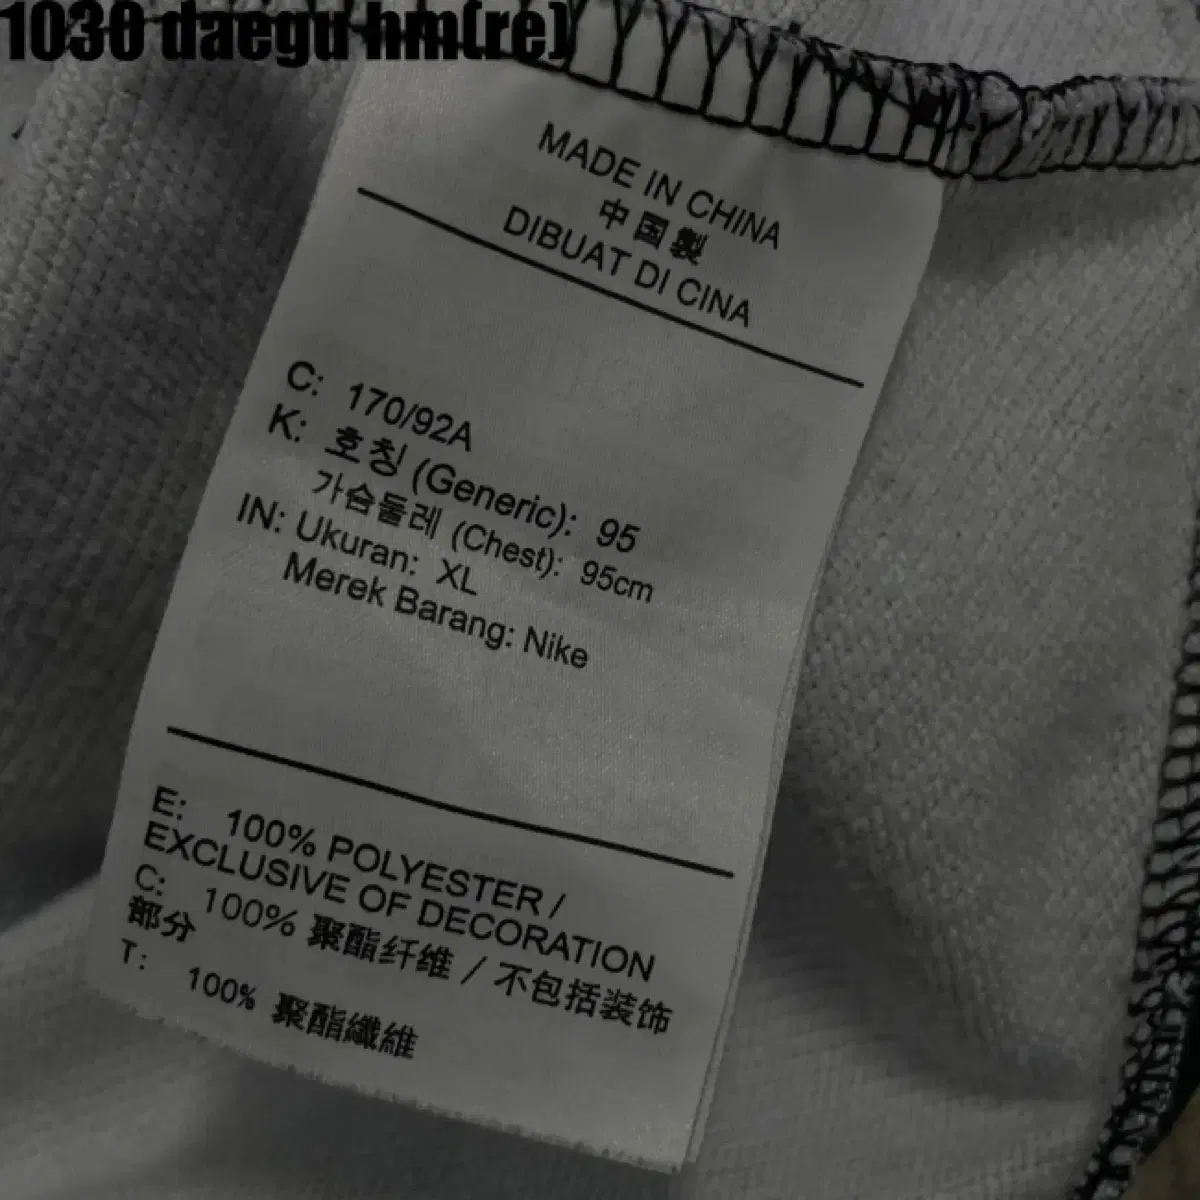 1030 daegu hm(re)
MADE IN CHINA
中国製
DIBUAT DI CINA
C: 170/92A
K: 호칭 (Generic): 95
가슴둘레 (Chest): 95cm
IN: Ukuran: XL
Merek Barang: Nike
E: 100% POLYESTER /
EXCLUSIVE OF DECORATION
C: 100% 聚酯纤维 / 不包括装饰
部分
T: 100% 聚酯纖維